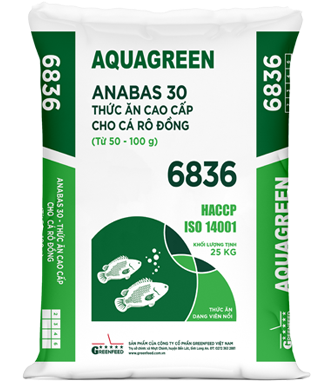 AQUAGREEN
ANABAS 30
THỨC ĂN CAO CẤP
CHO CÁ RÔ ĐỒNG
(Từ 50 - 100 g)
6836
HACCP
ISO 14001
KHỐI LƯỢNG TỊNH
25 KG
THỨC ĂN
DẠNG VIÊN NỔI
GREENFEED
SẢN PHẨM CỦA CÔNG TY CỔ PHẦN GREENFEED VIỆT NAM
www.greenfeed.com.vn
6836
ANABAS 30 - THỨC ĂN CAO CẤP
CHO CÁ RÔ ĐỒNG
6836
AQUAGREEN